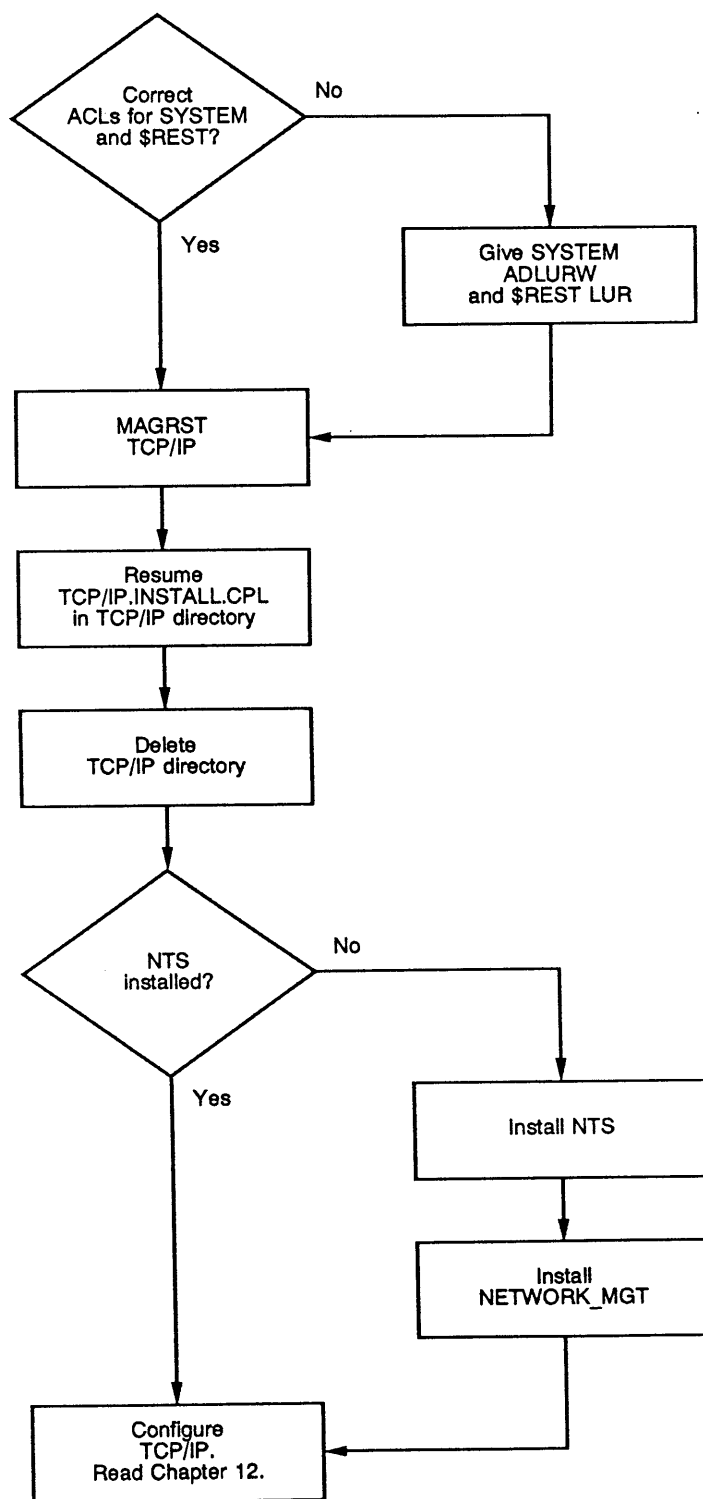 Correct
ACLs for SYSTEM
and $REST?
No
Yes
Give SYSTEM
ADLURW
and $REST LUR
MAGRST
TCP/IP
Resume
TCP/IP.INSTALL.CPL
in TCP/IP directory
Delete
TCP/IP directory
NTS
installed?
No
Yes
Install NTS
Install
NETWORK_MGT
Configure
TCP/IP.
Read Chapter 12.